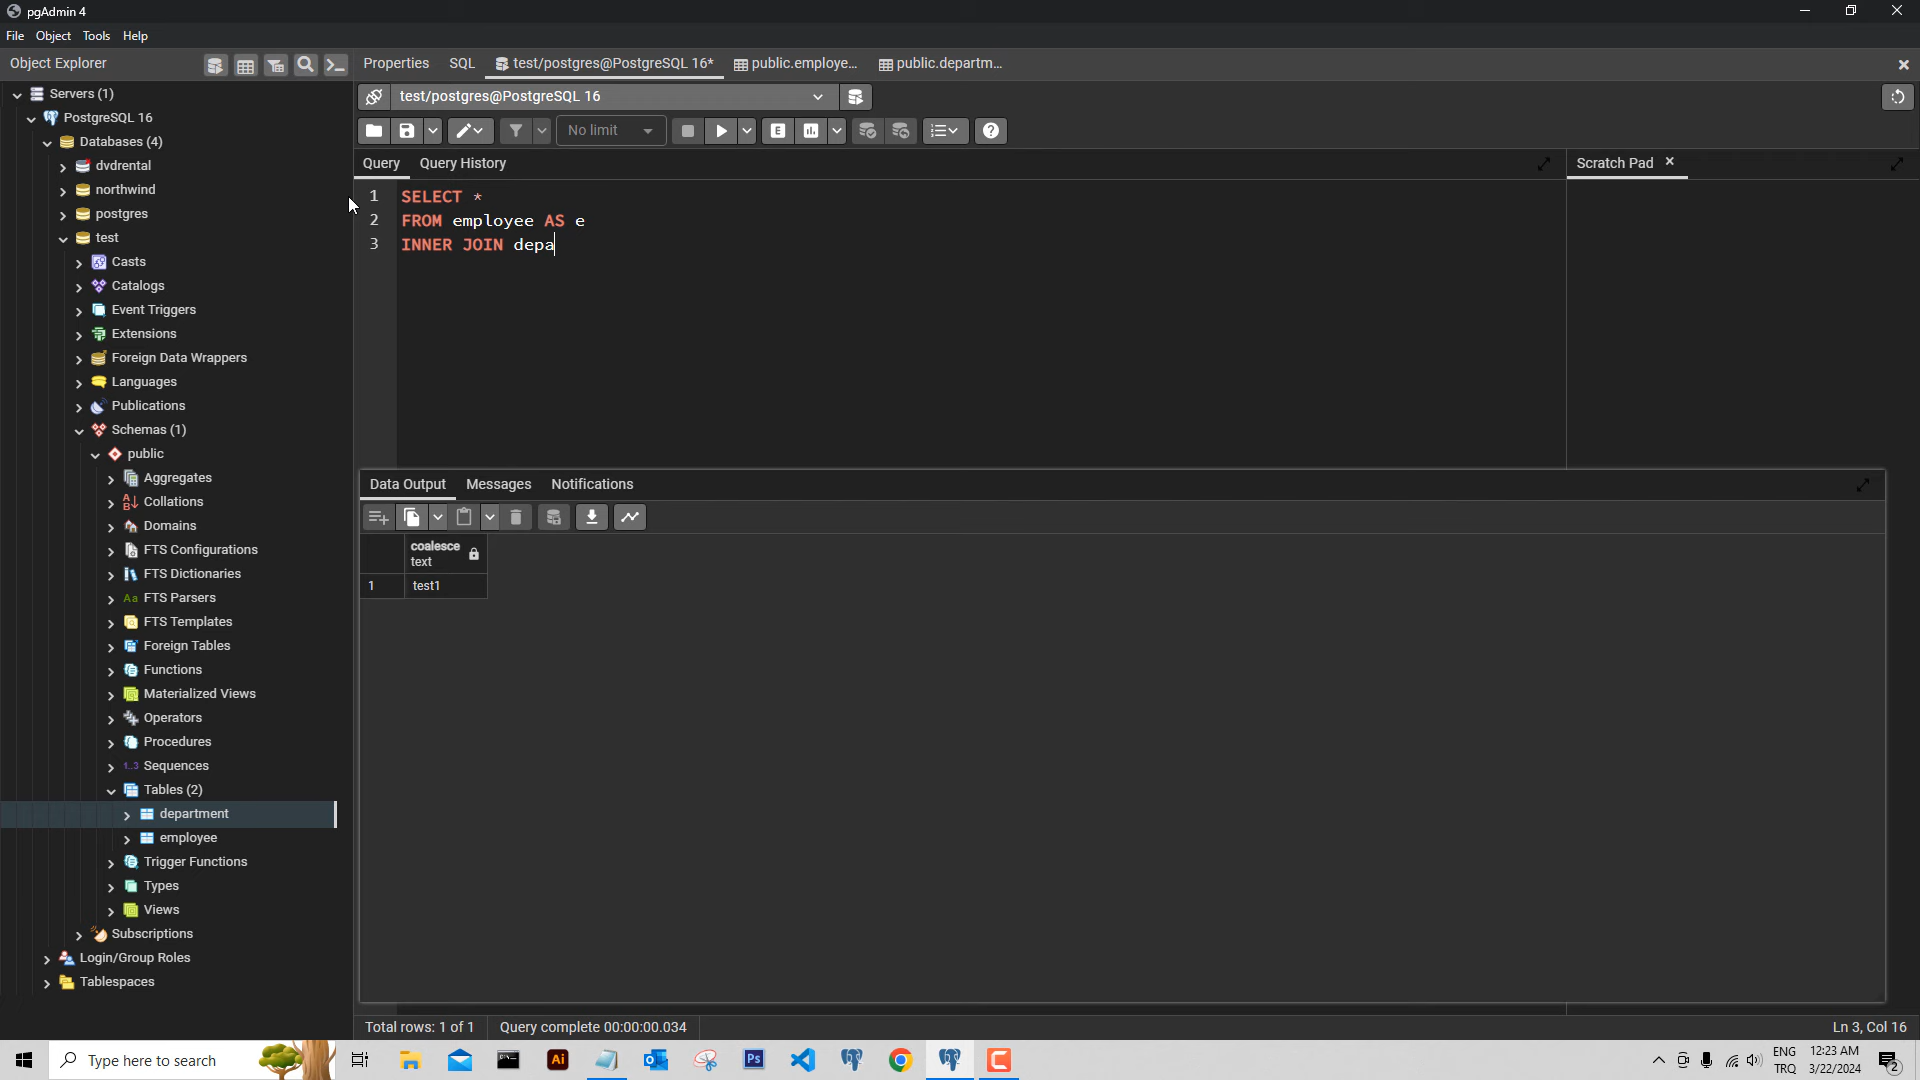 pgAdmin 4
File Object Tools Help
Object Explorer
Properties SQL test/postgres@PostgreSQL 16* public.employe... public.departm...
Servers (1)
PostgreSQL 16
Databases (4)
dvdrental
northwind
postgres
test
Casts
Catalogs
Event Triggers
Extensions
Foreign Data Wrappers
Languages
Publications
Schemas (1)
public
Aggregates
Collations
Domains
FTS Configurations
FTS Dictionaries
FTS Parsers
FTS Templates
Foreign Tables
Functions
Materialized Views
Operators
Procedures
1..3 Sequences
Tables (2)
department
employee
Trigger Functions
Types
Views
Subscriptions
Login/Group Roles
Tablespaces
test/postgres@PostgreSQL 16
No limit
E
Query Query History
Scratch Pad
1 SELECT *
2 FROM employee AS e
3 INNER JOIN depa
Data Output Messages Notifications
coalesce
text
1 test1
Total rows: 1 of 1 Query complete 00:00:00.034 Ln 3, Col 16
Type here to search
Ai
Ps
ENG
TRQ
12:23 AM
3/22/2024
2